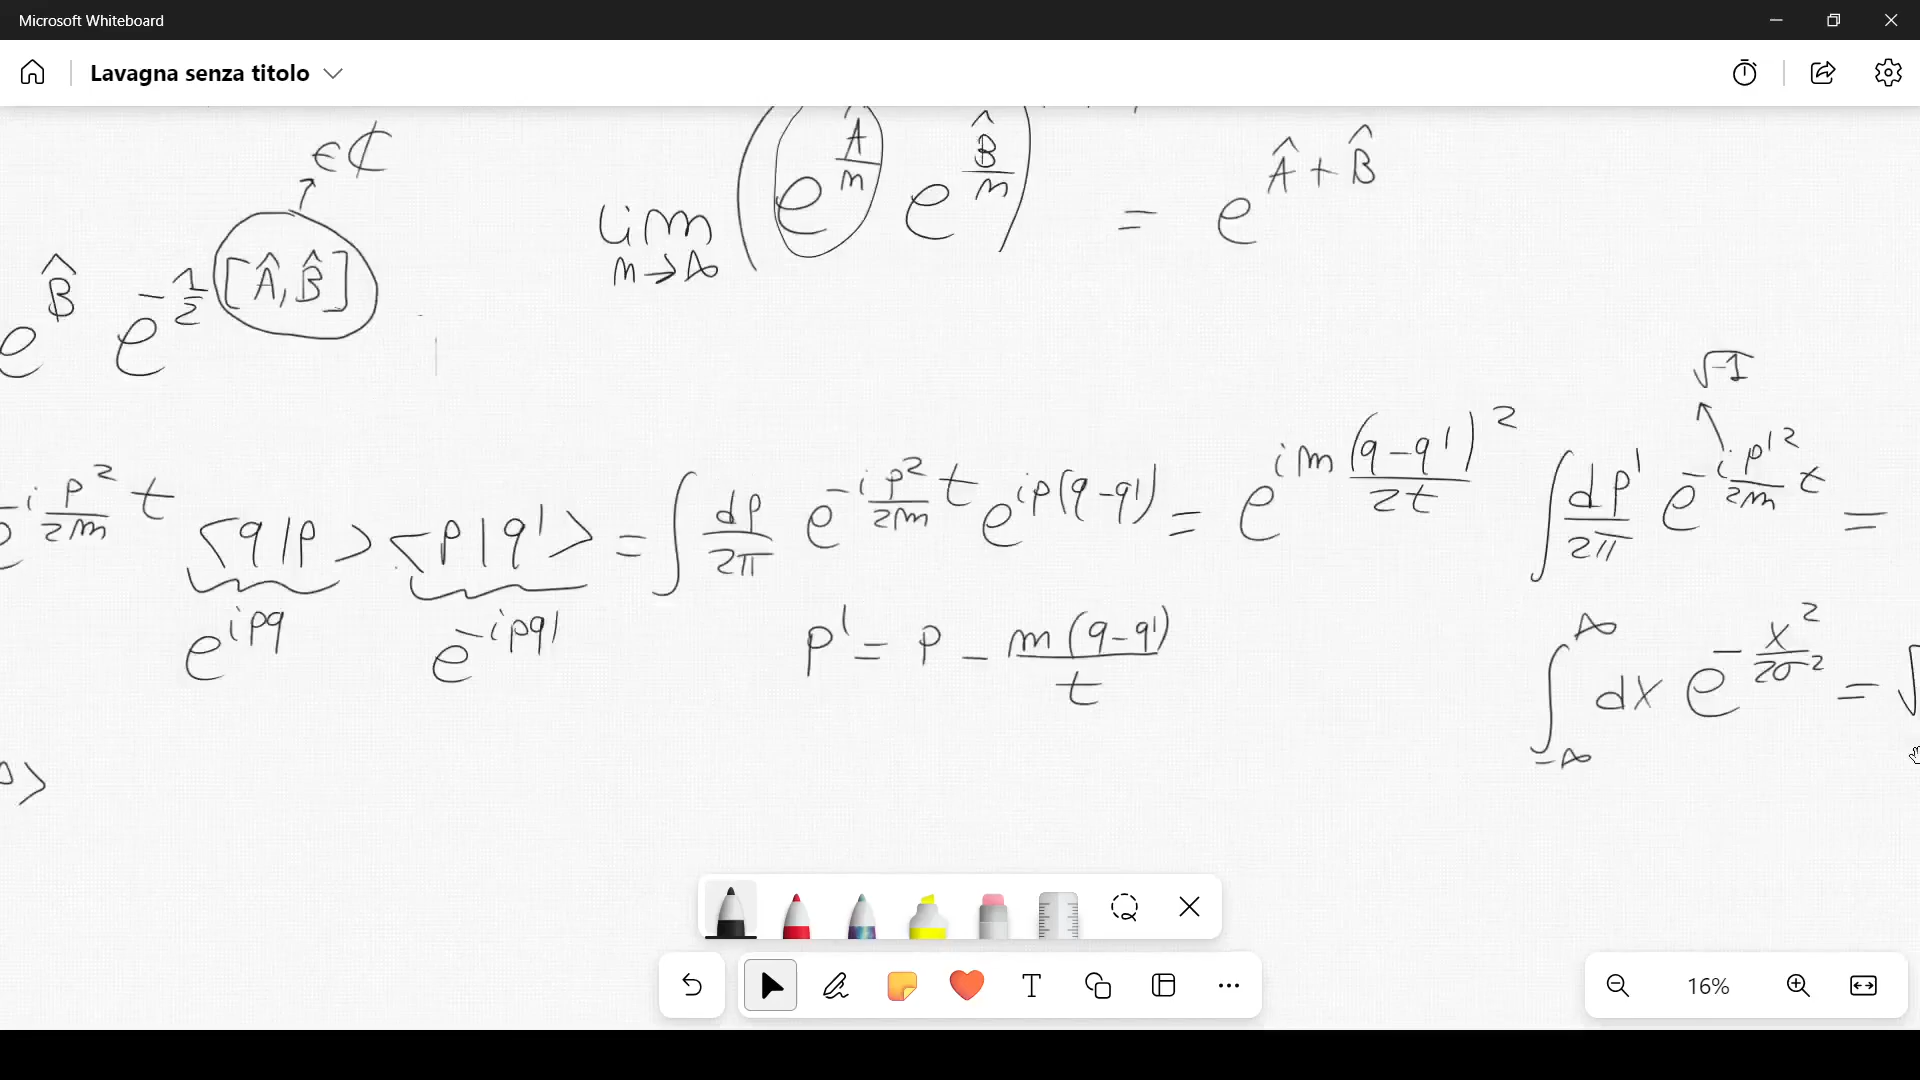 Microsoft Whiteboard
Lavagna senza titolo
∈ ℂ
e^B̂ e^{-1/2 [Â, B̂]}
lim n→∞ (e^{Â/n} e^{B̂/n}) = e^{Â + B̂}
√-1
e^{-i p²/2m t} <q|p> <p|q'> = ∫ dp/2π e^{-i p²/2m t} e^{ip(q-q')} = e^{im (q-q')²/2t} ∫ dp'/2π e^{-i p'²/2m t} =
e^{ipq} e^{-ipq'}
p' = p - m(q-q')/t
∫_{-∞}^{∞} dx e^{-x²/2σ²} = √
>
16%